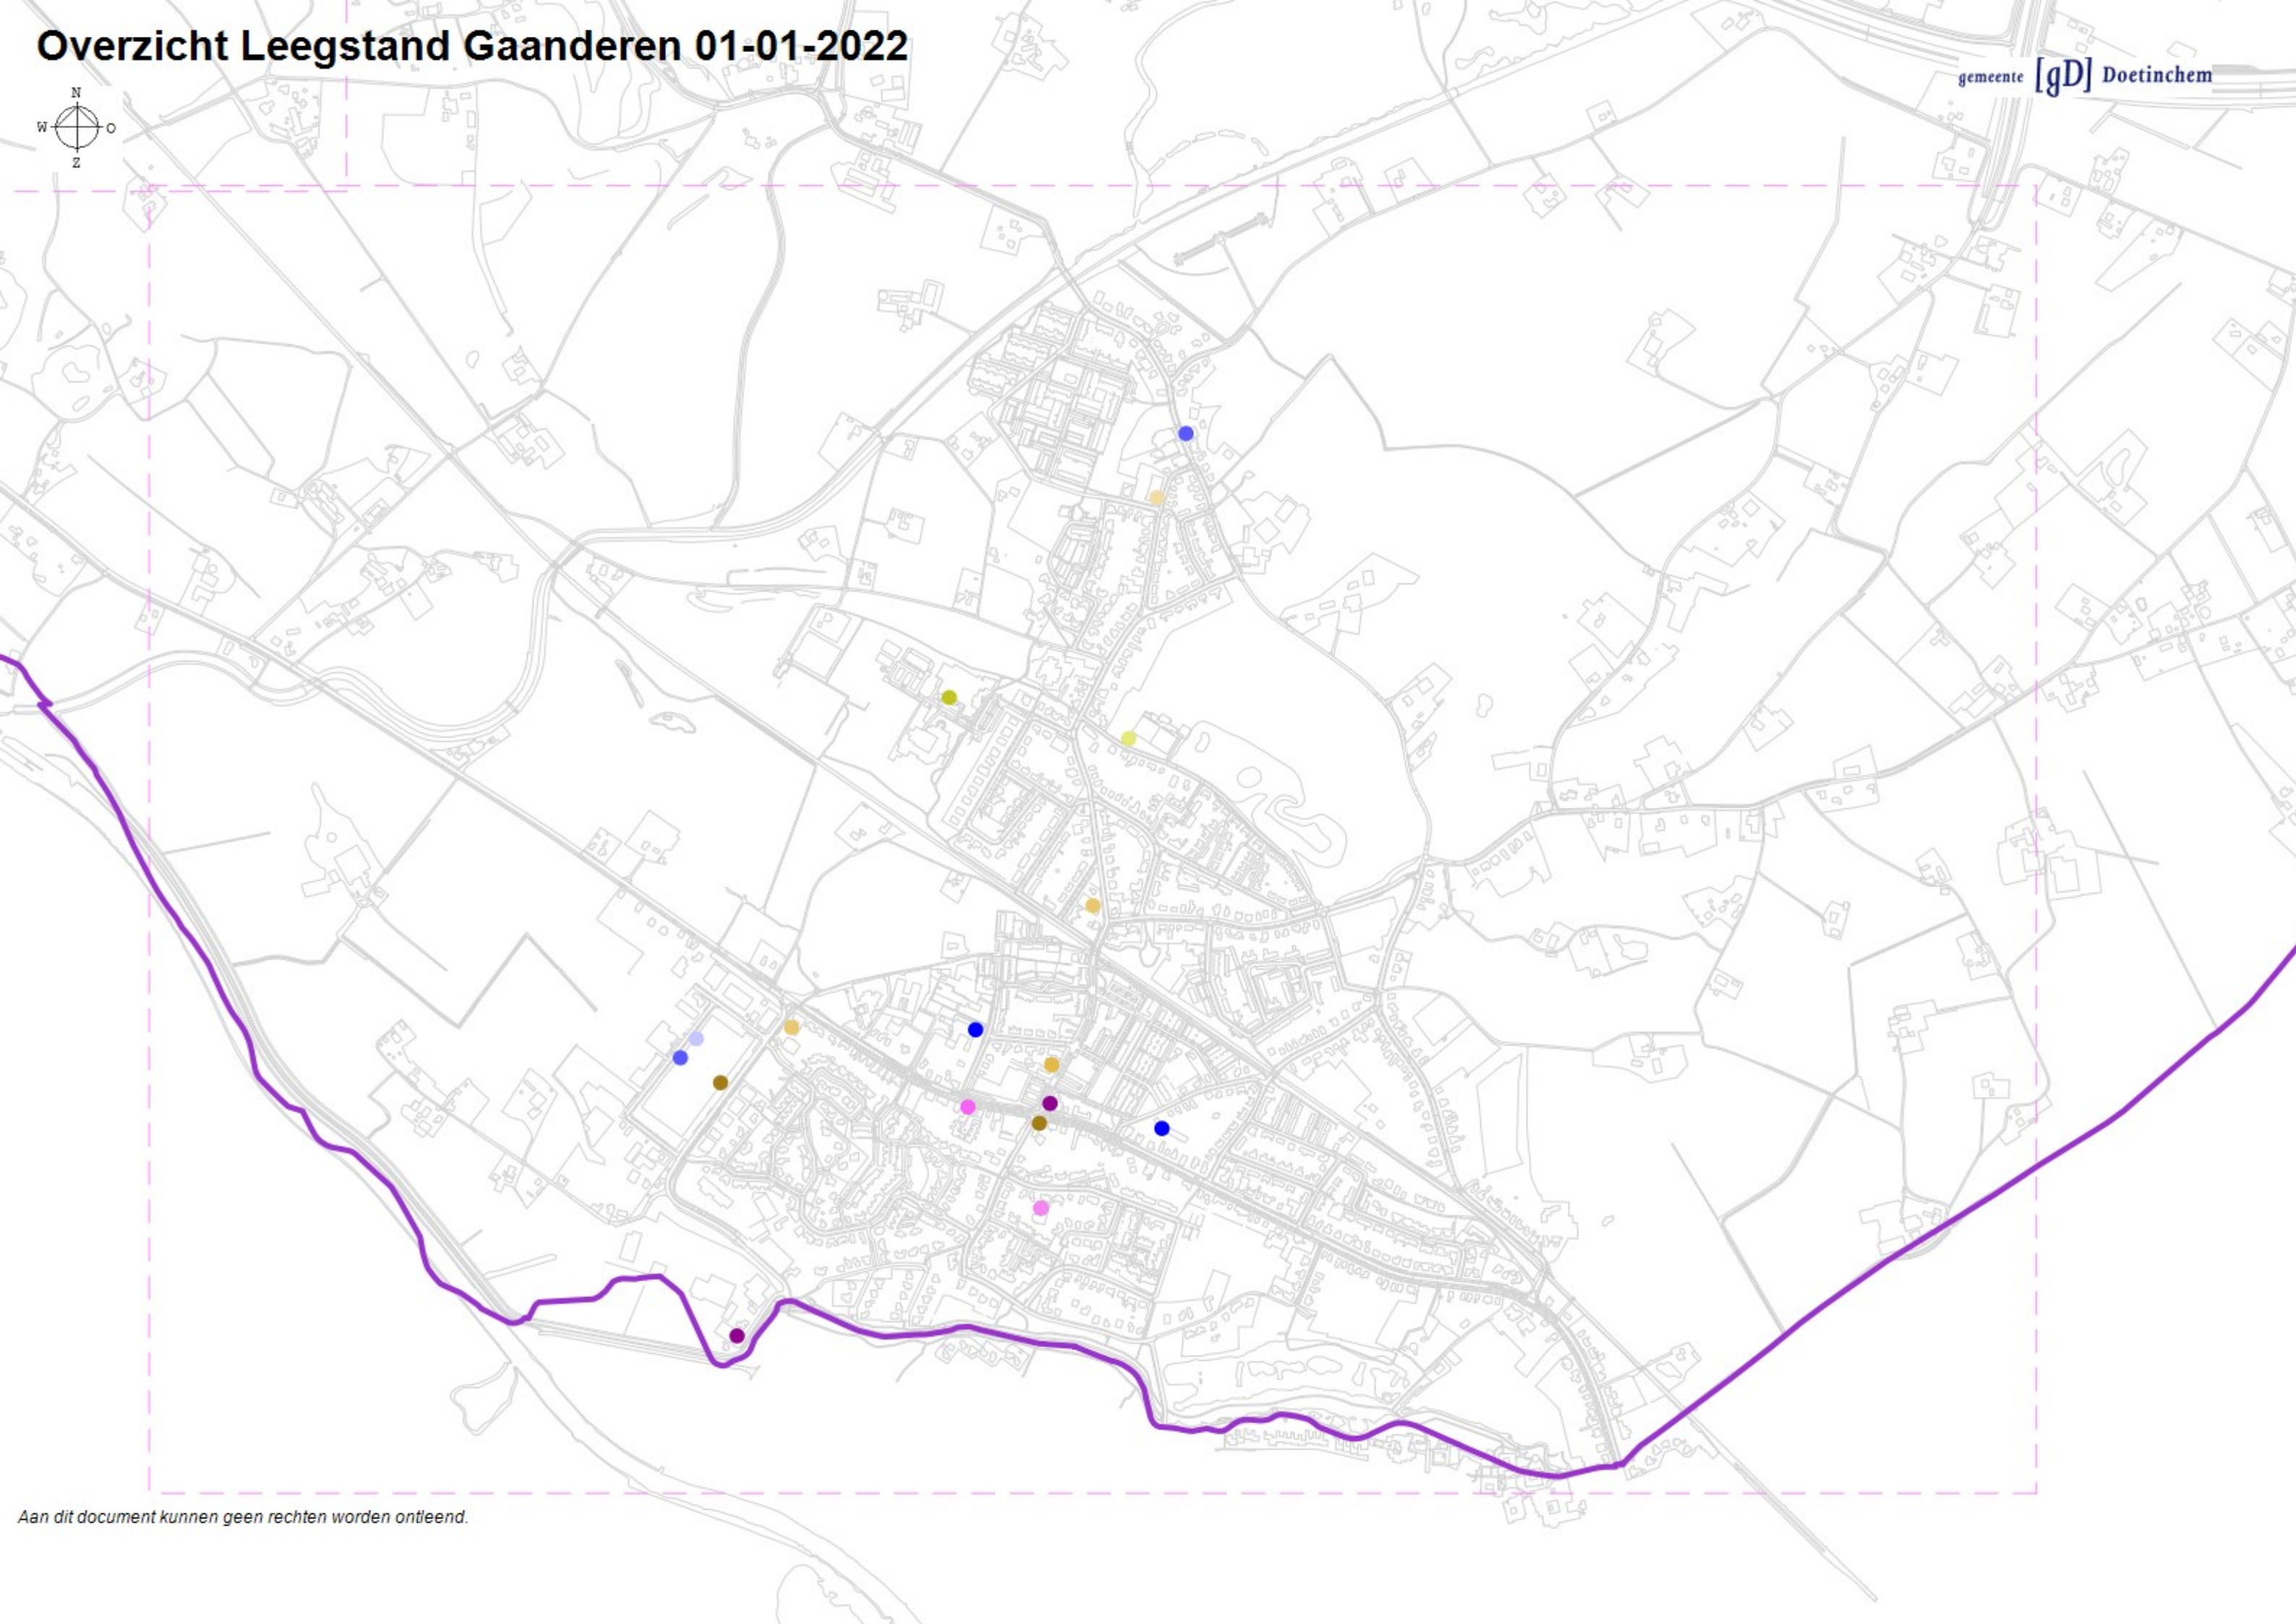 Overzicht Leegstand Gaanderen 01-01-2022
gemeente [gD] Doetinchem
N
W O
Z
Aan dit document kunnen geen rechten worden ontleend.